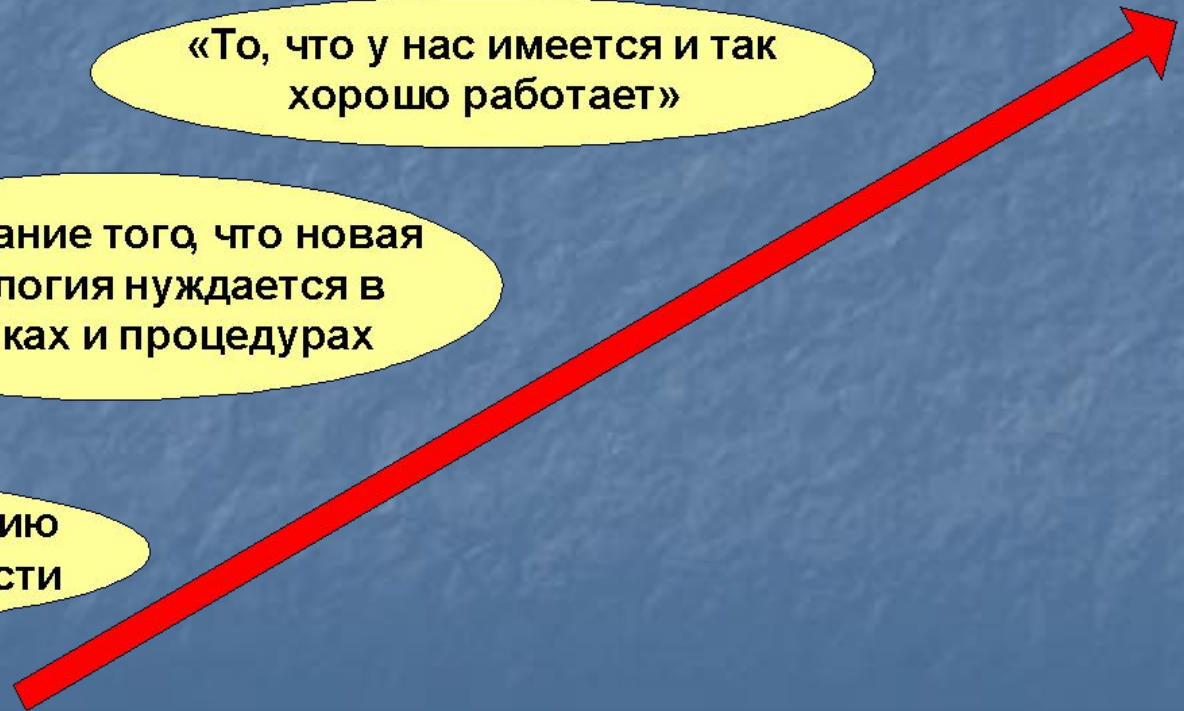 «То, что у нас имеется и так
хорошо работает»
ание того, что новая
логия нуждается в
ках и процедурах
ию
сти